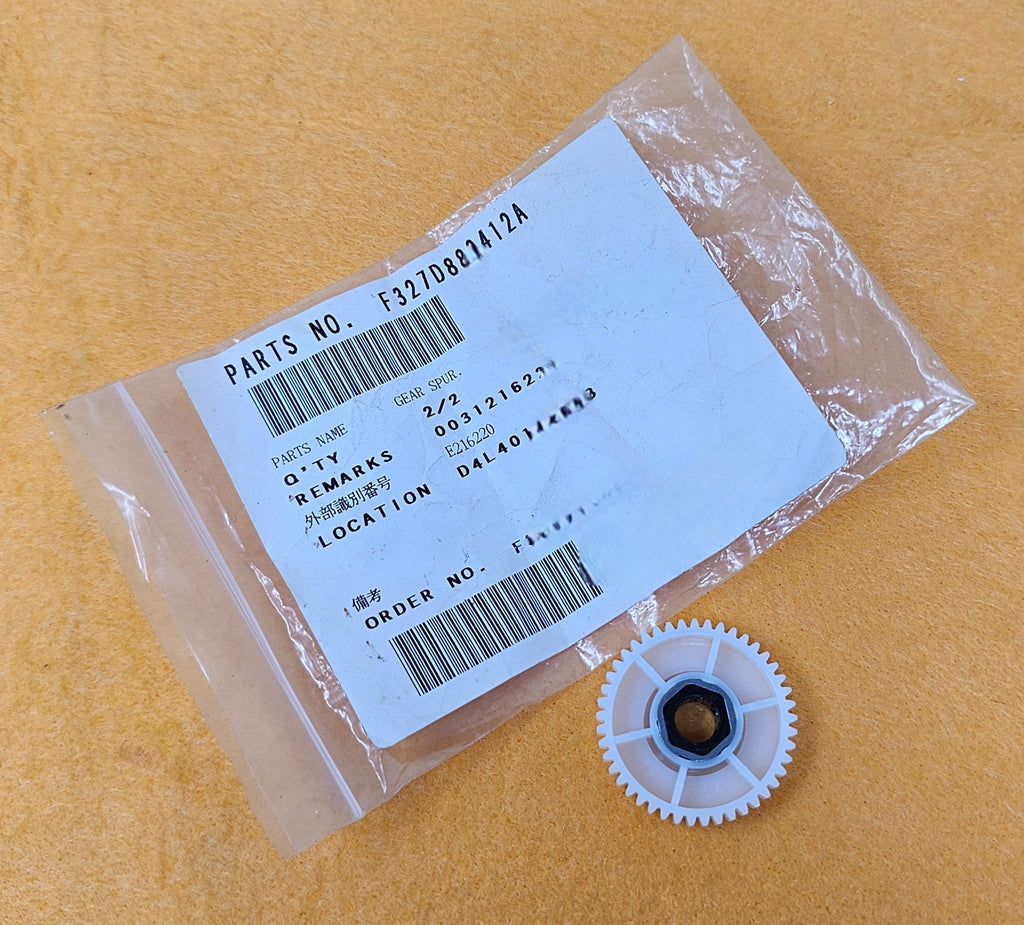 PARTS NO.
PARTS NAME GEAR SPUR.
Q'TY 2/2
REMARKS
外部識別番号 E216220
LOCATION
備考
ORDER NO.